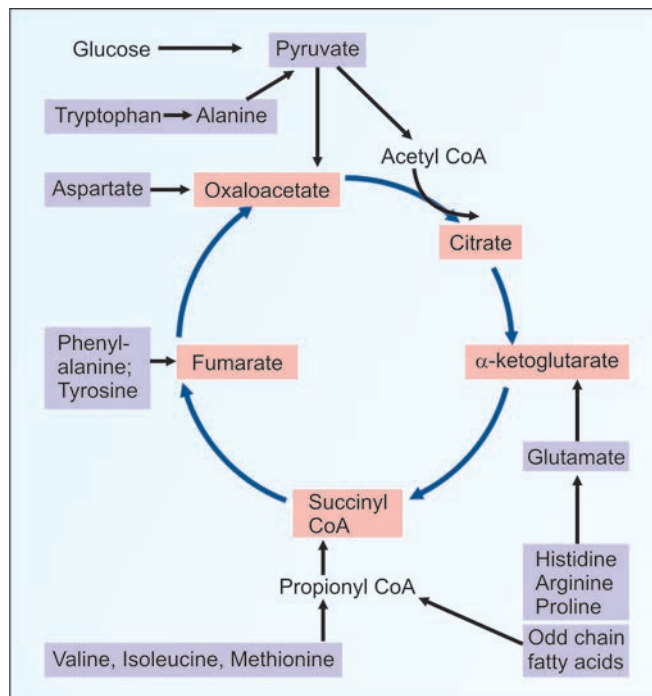 Glucose
Pyruvate
Tryptophan
Alanine
Acetyl CoA
Aspartate
Oxaloacetate
Citrate
Phenyl-
alanine;
Tyrosine
Fumarate
α-ketoglutarate
Glutamate
Succinyl
CoA
Histidine
Arginine
Proline
Propionyl CoA
Odd chain
fatty acids
Valine, Isoleucine, Methionine